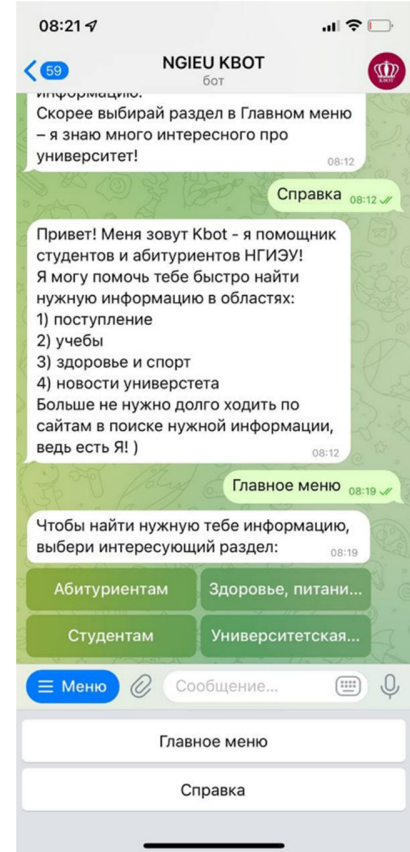 08:21
59
NGIEU KBOT
бот
информацию.
Скорее выбирай раздел в Главном меню
– я знаю много интересного про
университет!
08:12
Справка 08:12
Привет! Меня зовут Kbot - я помощник
студентов и абитуриентов НГИЭУ!
Я могу помочь тебе быстро найти
нужную информацию в областях:
1) поступление
2) учебы
3) здоровье и спорт
4) новости универстета
Больше не нужно долго ходить по
сайтам в поиске нужной информации,
ведь есть Я! )
08:12
Главное меню 08:19
Чтобы найти нужную тебе информацию,
выбери интересующий раздел:
08:19
Абитуриентам
Здоровье, питани...
Студентам
Университетская...
Меню
Сообщение...
Главное меню
Справка